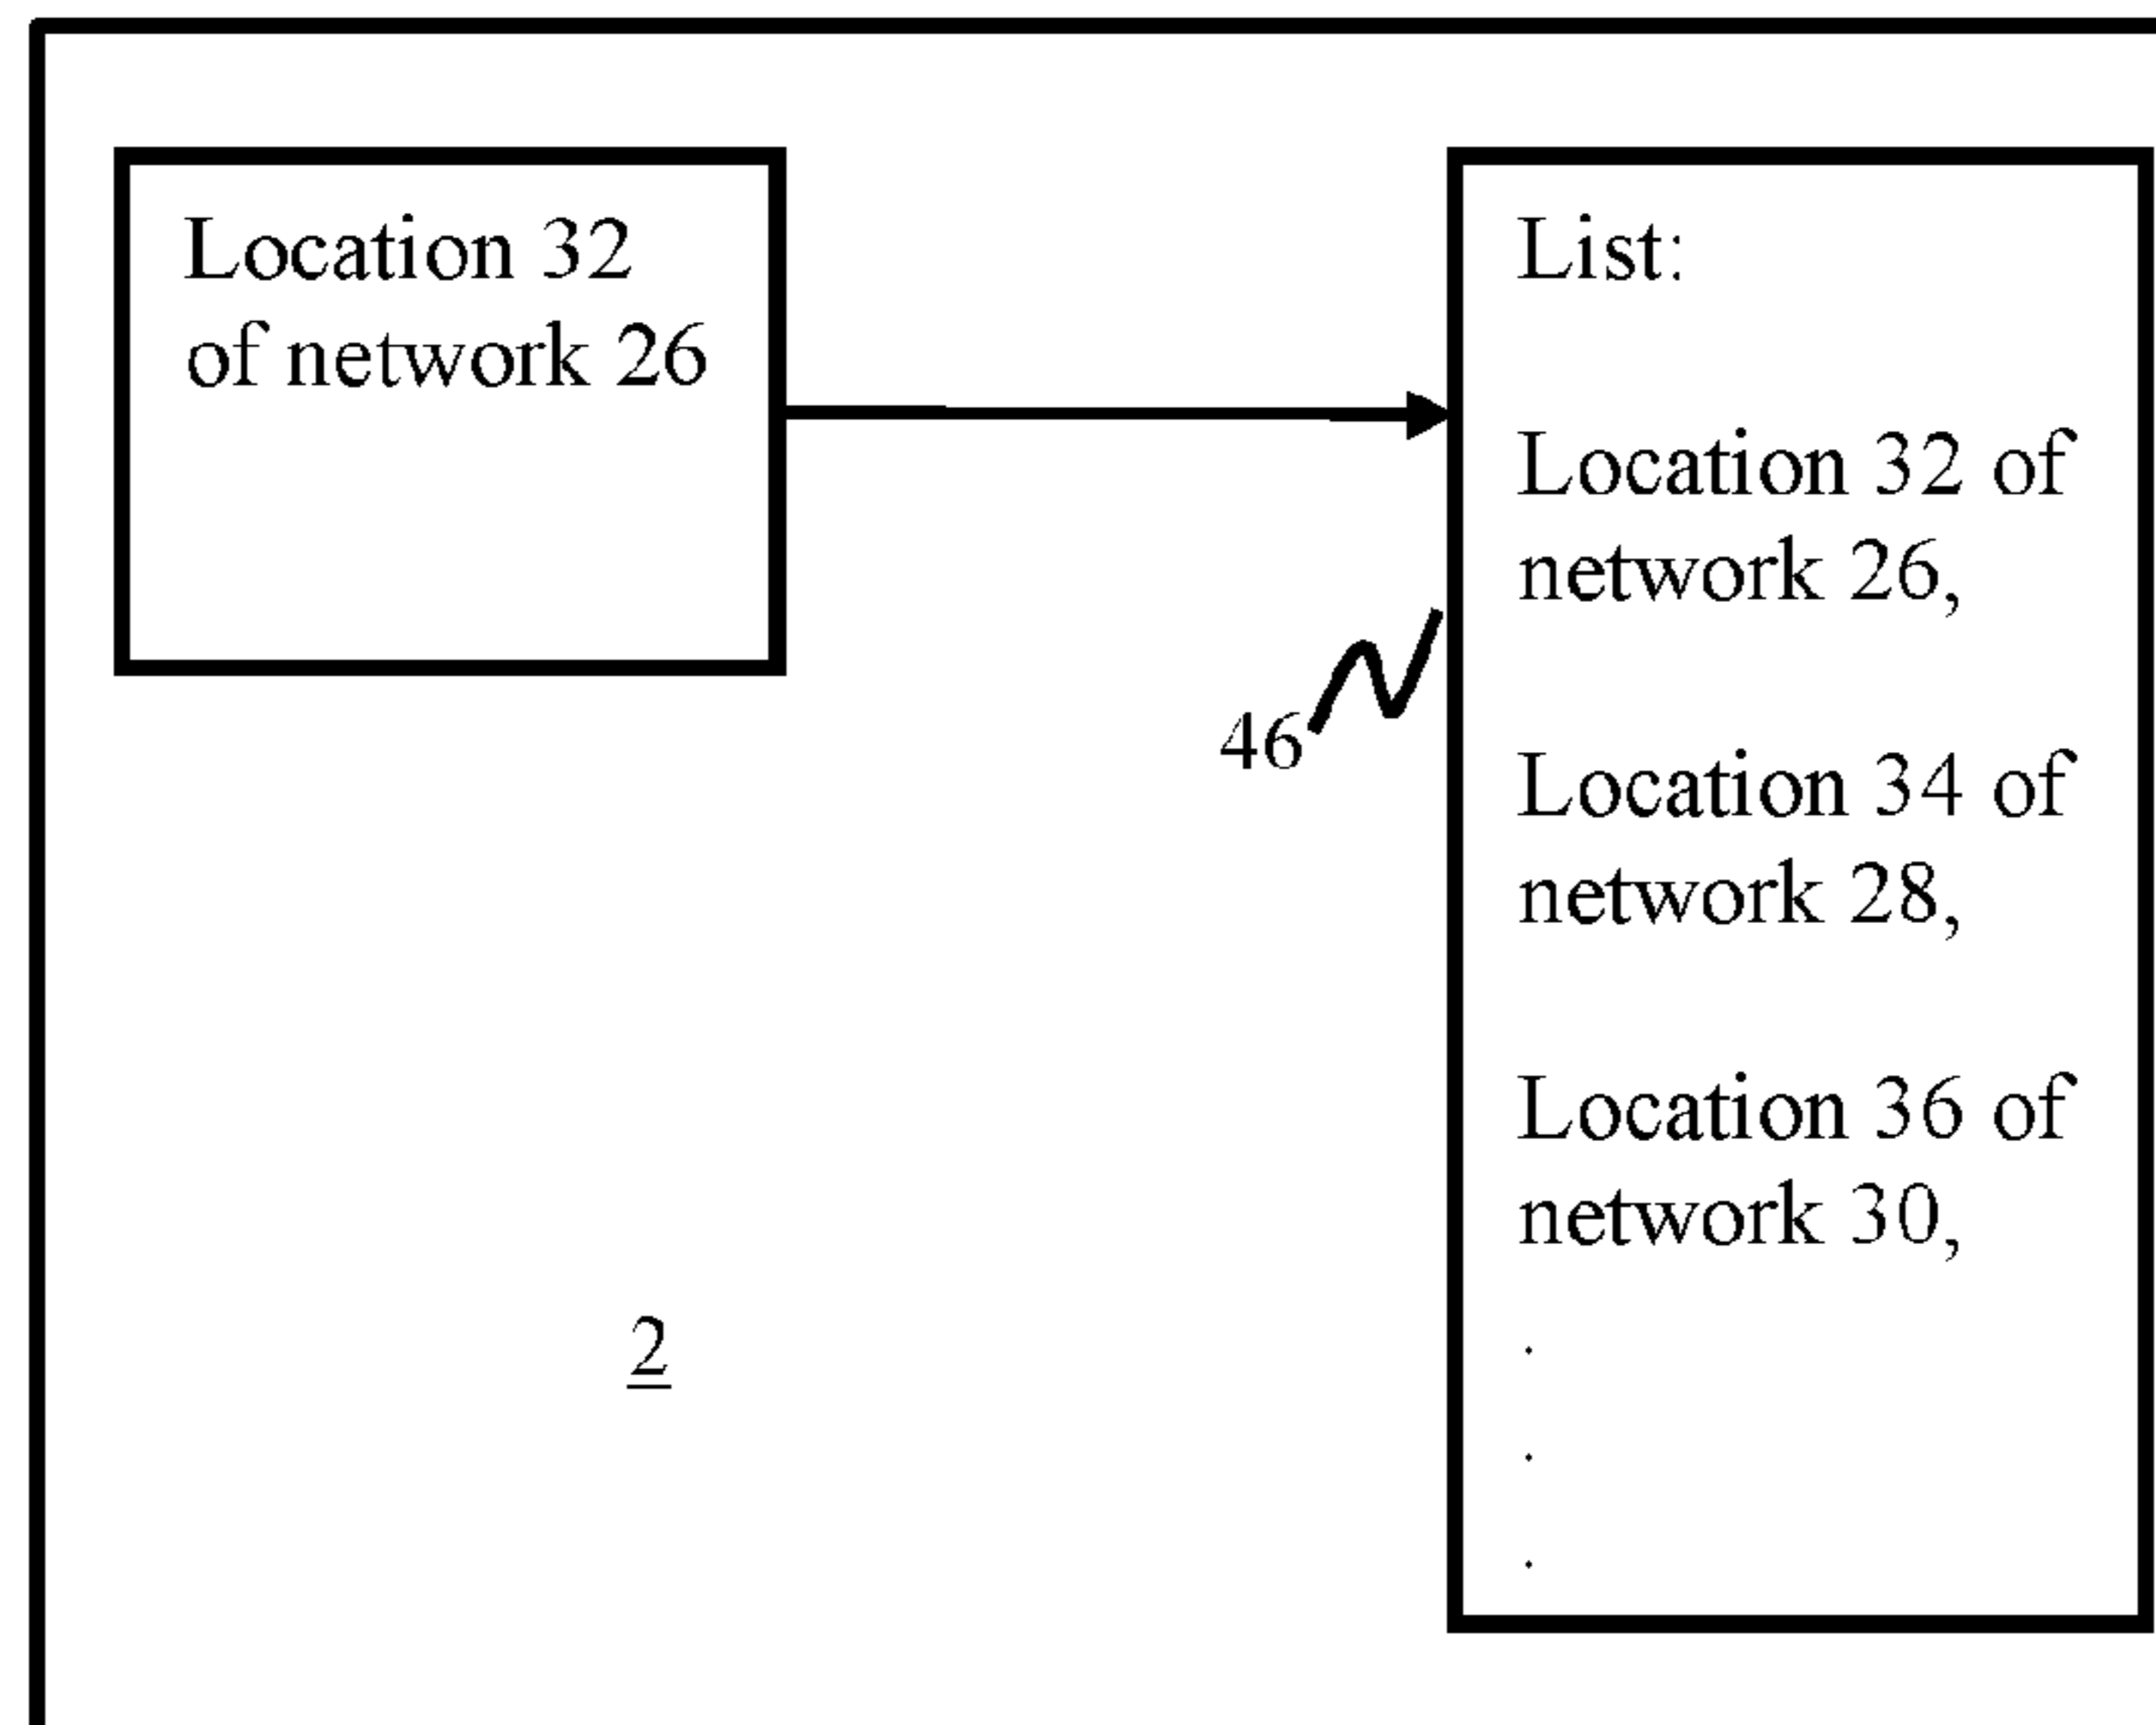 Location 32
of network 26
List:
Location 32 of
network 26,
46
Location 34 of
network 28,
Location 36 of
network 30,
.
.
.
2